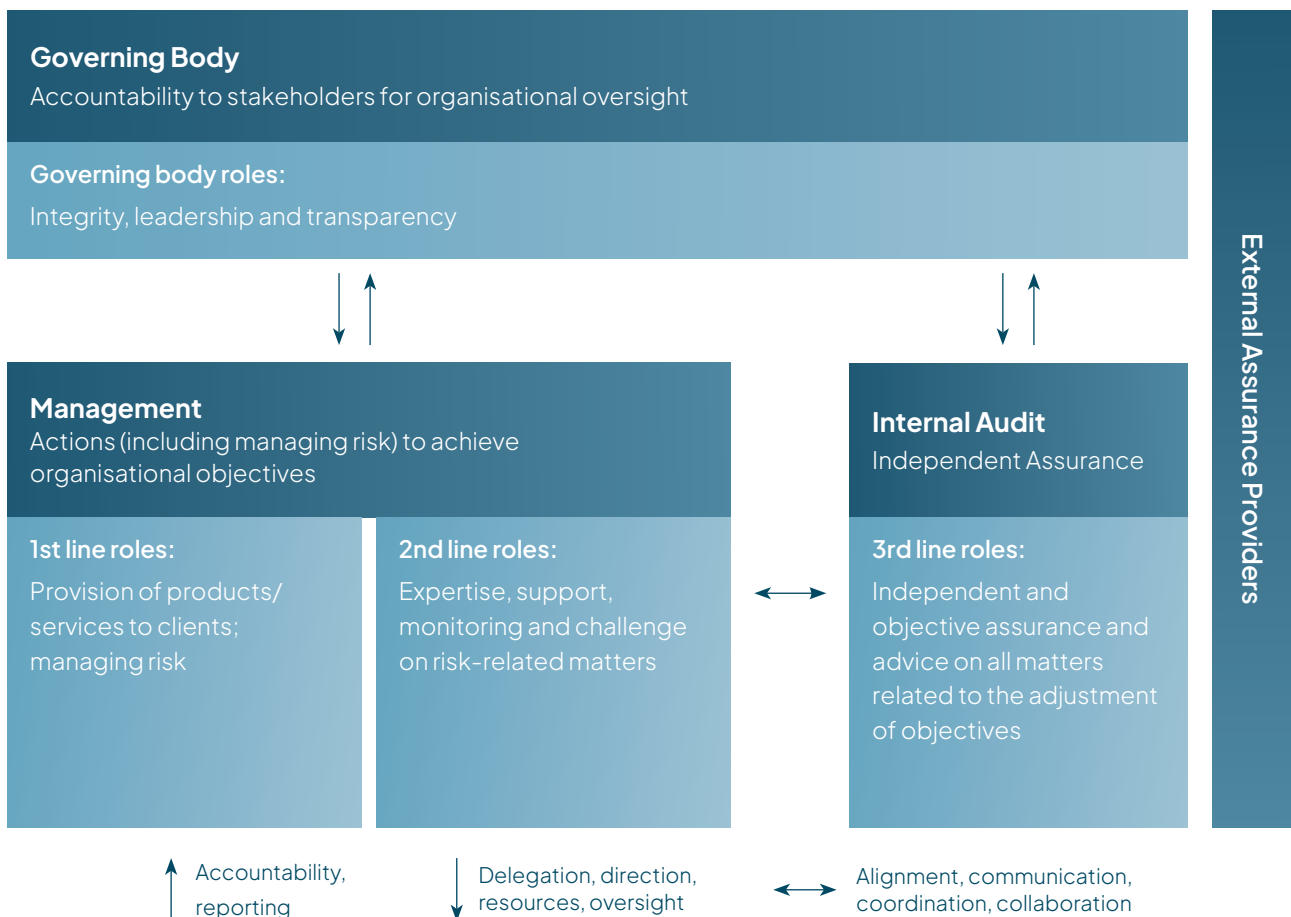 Governing Body
Accountability to stakeholders for organisational oversight
Governing body roles:
Integrity, leadership and transparency
Management
Actions (including managing risk) to achieve
organisational objectives
1st line roles:
Provision of products/
services to clients;
managing risk
2nd line roles:
Expertise, support,
monitoring and challenge
on risk-related matters
Internal Audit
Independent Assurance
3rd line roles:
Independent and
objective assurance and
advice on all matters
related to the adjustment
of objectives
External Assurance Providers
Accountability,
reporting
Delegation, direction,
resources, oversight
Alignment, communication,
coordination, collaboration